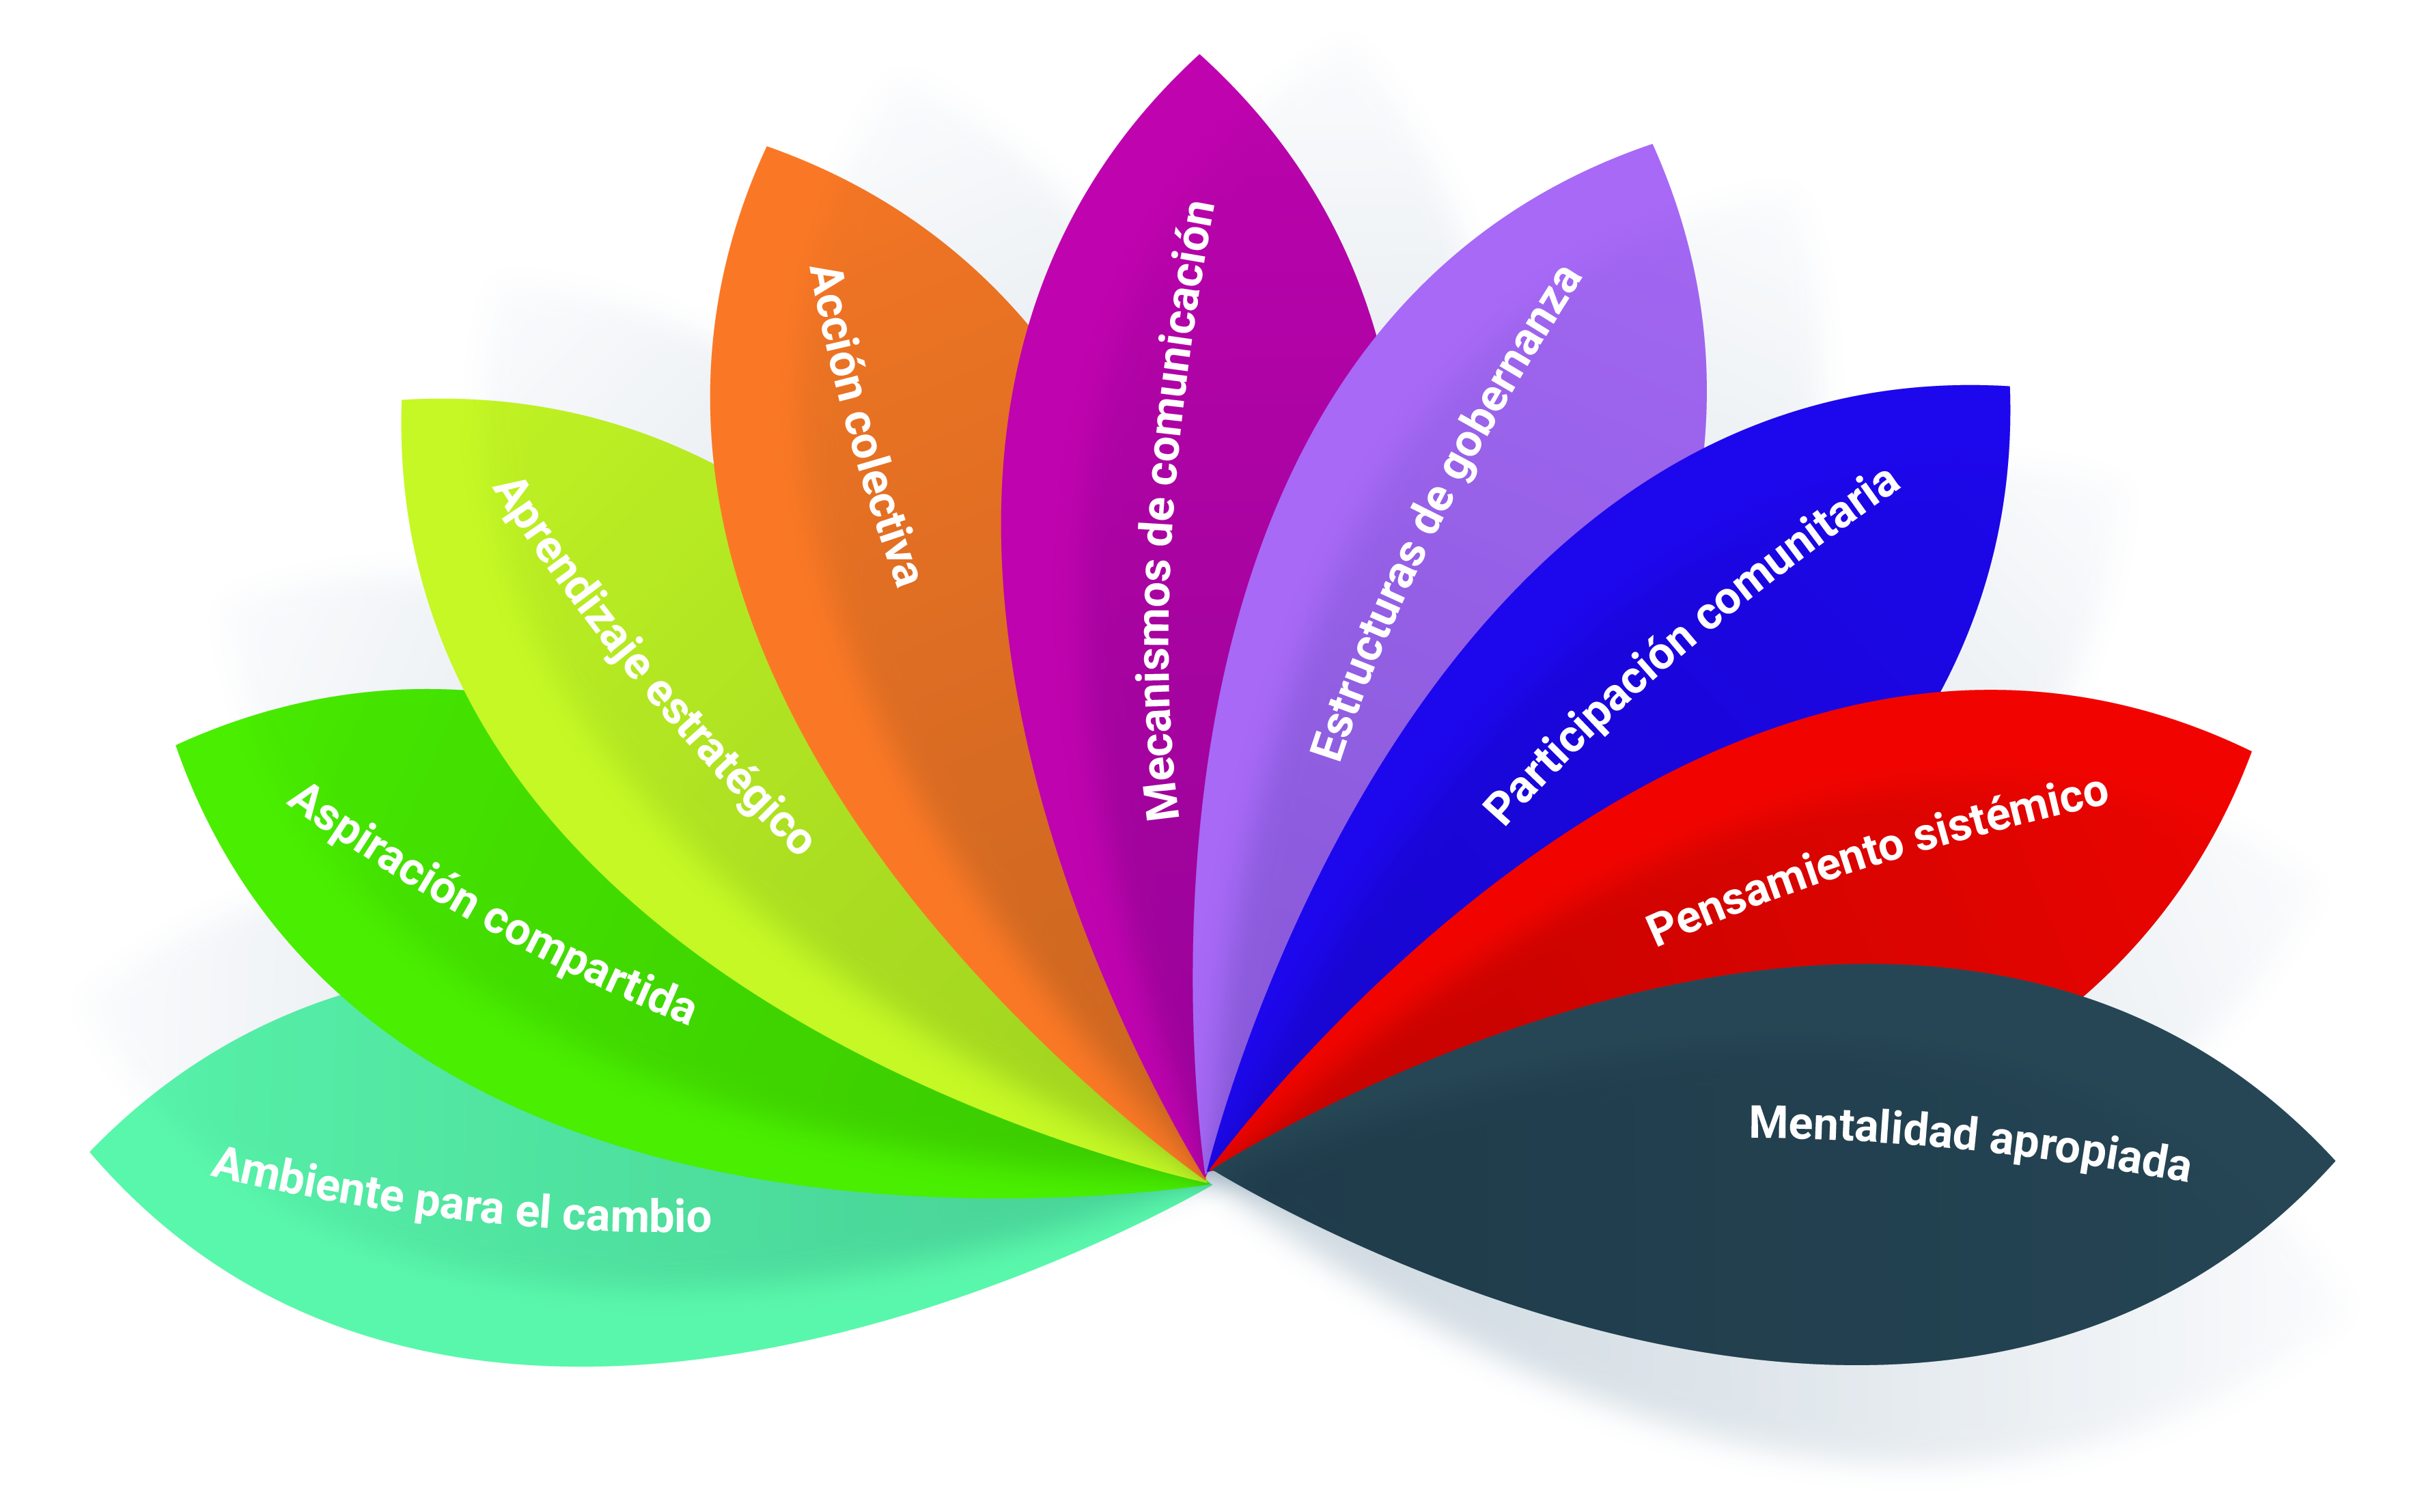 Ambiente para el cambio
Aspiración compartida
Aprendizaje estratégico
Acción colectiva
Mecanismos de comunicación
Estructuras de gobernanza
Participación comunitaria
Pensamiento sistémico
Mentalidad apropiada